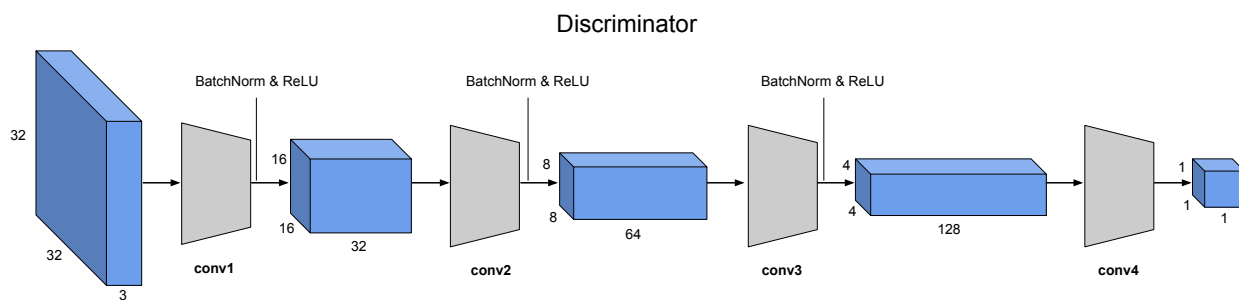 Discriminator
BatchNorm & ReLU
BatchNorm & ReLU
BatchNorm & ReLU
32
32
3
conv1
16
16
32
conv2
8
8
64
conv3
4
4
128
conv4
1
1
1